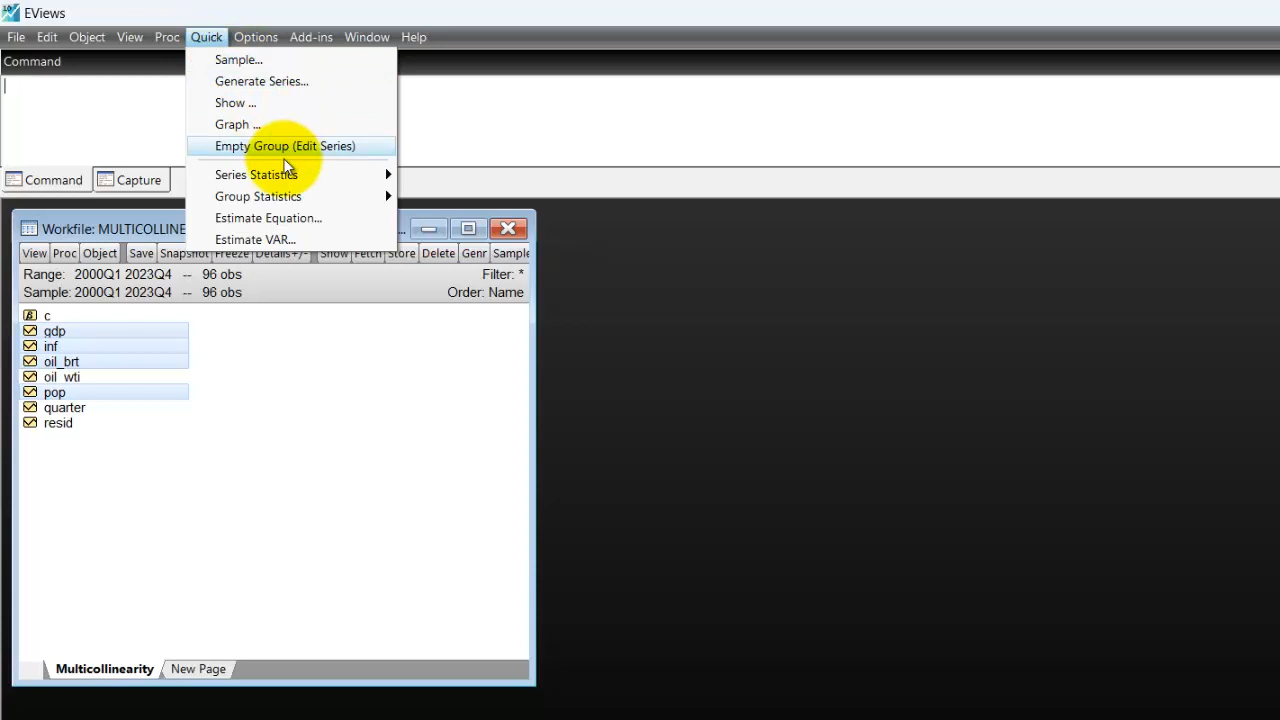 10 EViews
File Edit Object View Proc Quick Options Add-ins Window Help
Command
Sample...
Generate Series...
Show ...
Graph ...
Empty Group (Edit Series)
Series Statistics
Group Statistics
Estimate Equation...
Estimate VAR...
Command Capture
Workfile: MULTICOLLINE ...
View Proc Object Save Snapshot Freeze Details+/- Show Fetch Store Delete Genr Sample
Range: 2000Q1 2023Q4 -- 96 obs Filter: *
Sample: 2000Q1 2023Q4 -- 96 obs Order: Name
β c
gdp
inf
oil_brt
oil_wti
pop
quarter
resid
Multicollinearity New Page